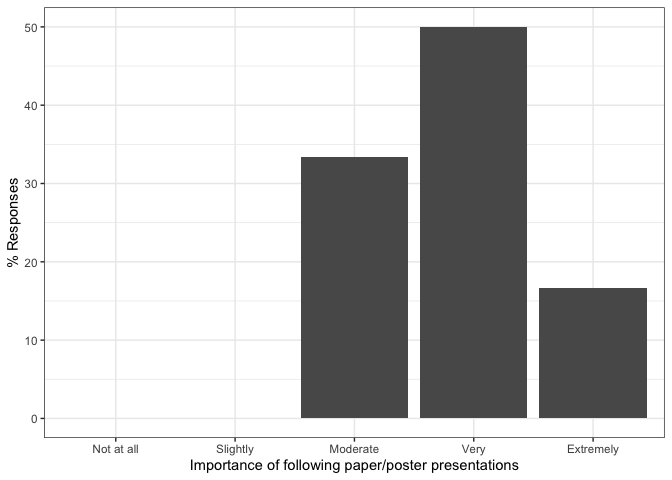 % Responses
50
40
30
20
10
0
Not at all Slightly Moderate Very Extremely
Importance of following paper/poster presentations